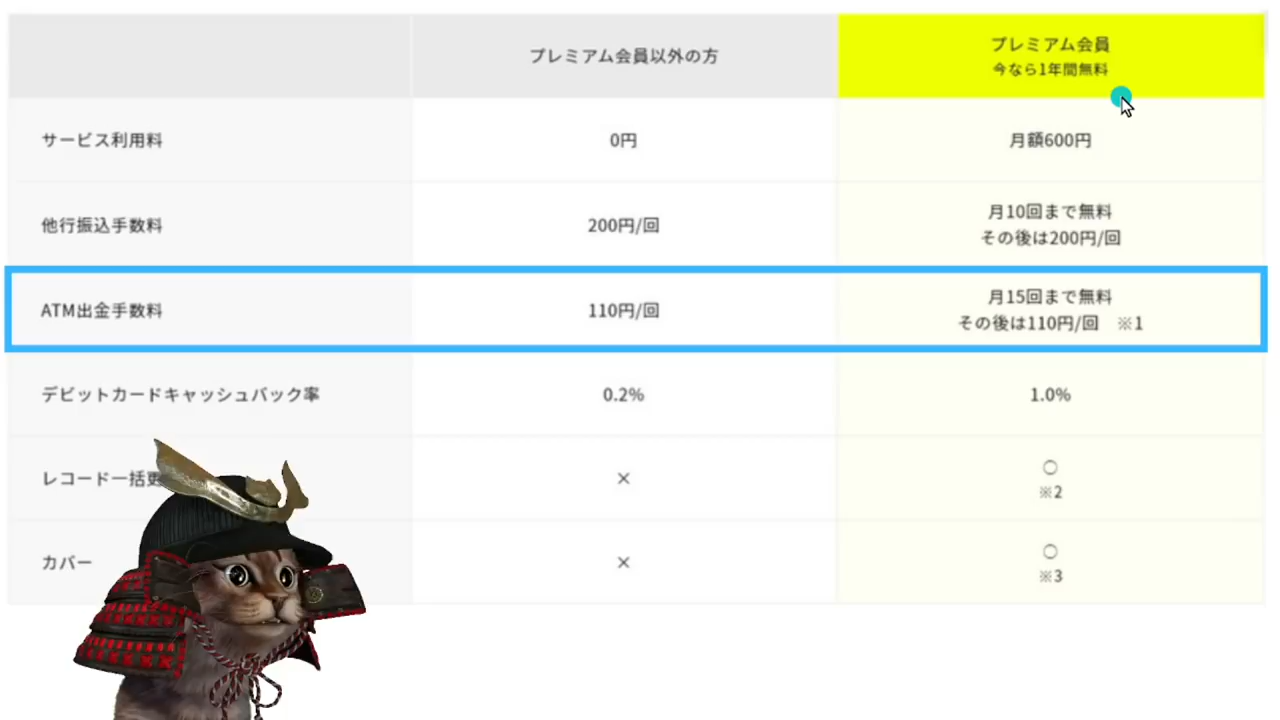 プレミアム会員以外の方
プレミアム会員
今なら1年間無料
サービス利用料
0円
月額600円
他行振込手数料
200円/回
月10回まで無料
その後は200円/回
ATM出金手数料
110円/回
月15回まで無料
その後は110円/回 ※1
デビットカードキャッシュバック率
0.2%
1.0%
レコード一括
×
○
※2
カバー
×
○
※3